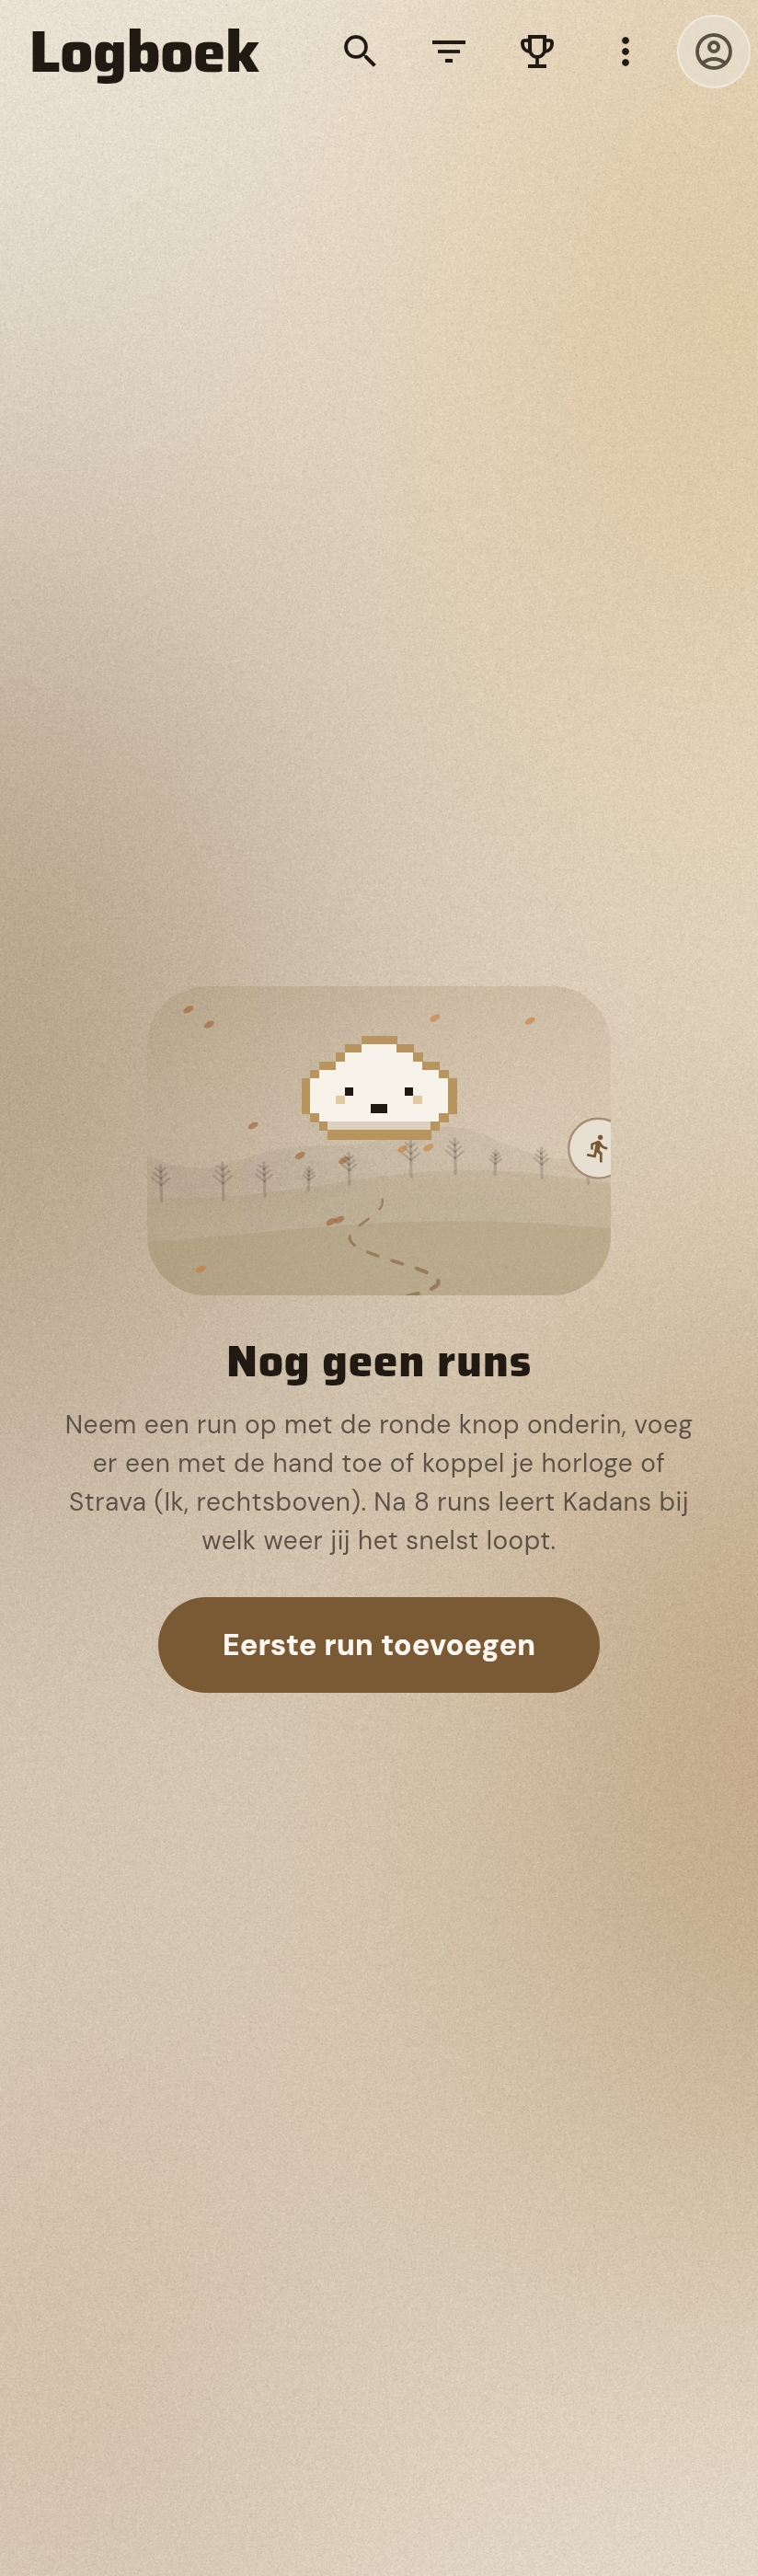 Logboek
Nog geen runs
Neem een run op met de ronde knop onderin, voeg
er een met de hand toe of koppel je horloge of
Strava (Ik, rechtsboven). Na 8 runs leert Kadans bij
welk weer jij het snelst loopt.
Eerste run toevoegen